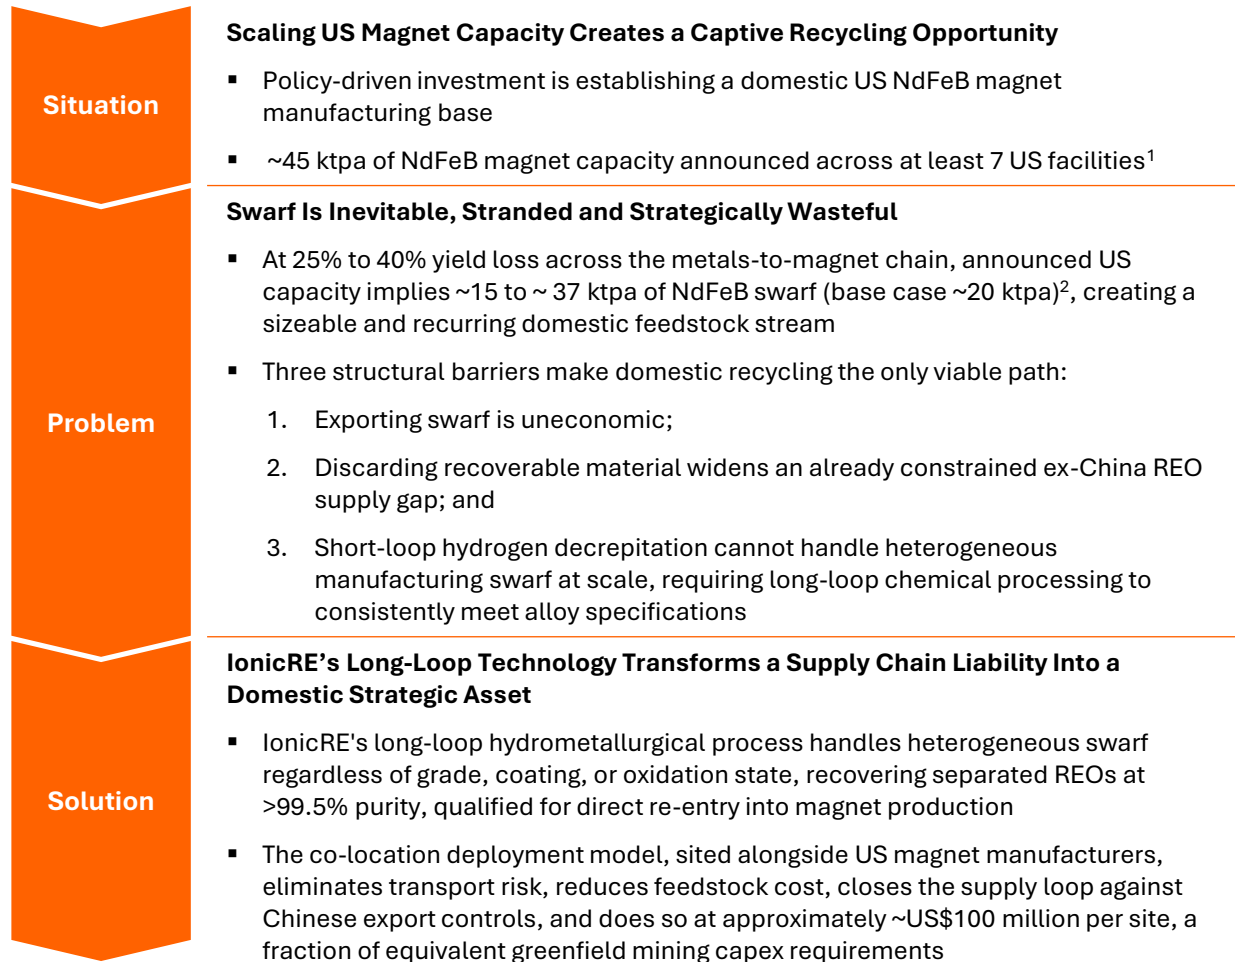 Situation
Scaling US Magnet Capacity Creates a Captive Recycling Opportunity
▪ Policy-driven investment is establishing a domestic US NdFeB magnet
manufacturing base
▪ ~45 ktpa of NdFeB magnet capacity announced across at least 7 US facilities¹
Problem
Swarf Is Inevitable, Stranded and Strategically Wasteful
▪ At 25% to 40% yield loss across the metals-to-magnet chain, announced US
capacity implies ~15 to ~ 37 ktpa of NdFeB swarf (base case ~20 ktpa)², creating a
sizeable and recurring domestic feedstock stream
▪ Three structural barriers make domestic recycling the only viable path:
1. Exporting swarf is uneconomic;
2. Discarding recoverable material widens an already constrained ex-China REO
supply gap; and
3. Short-loop hydrogen decrepitation cannot handle heterogeneous
manufacturing swarf at scale, requiring long-loop chemical processing to
consistently meet alloy specifications
Solution
IonicRE’s Long-Loop Technology Transforms a Supply Chain Liability Into a
Domestic Strategic Asset
▪ IonicRE's long-loop hydrometallurgical process handles heterogeneous swarf
regardless of grade, coating, or oxidation state, recovering separated REOs at
>99.5% purity, qualified for direct re-entry into magnet production
▪ The co-location deployment model, sited alongside US magnet manufacturers,
eliminates transport risk, reduces feedstock cost, closes the supply loop against
Chinese export controls, and does so at approximately ~US$100 million per site, a
fraction of equivalent greenfield mining capex requirements